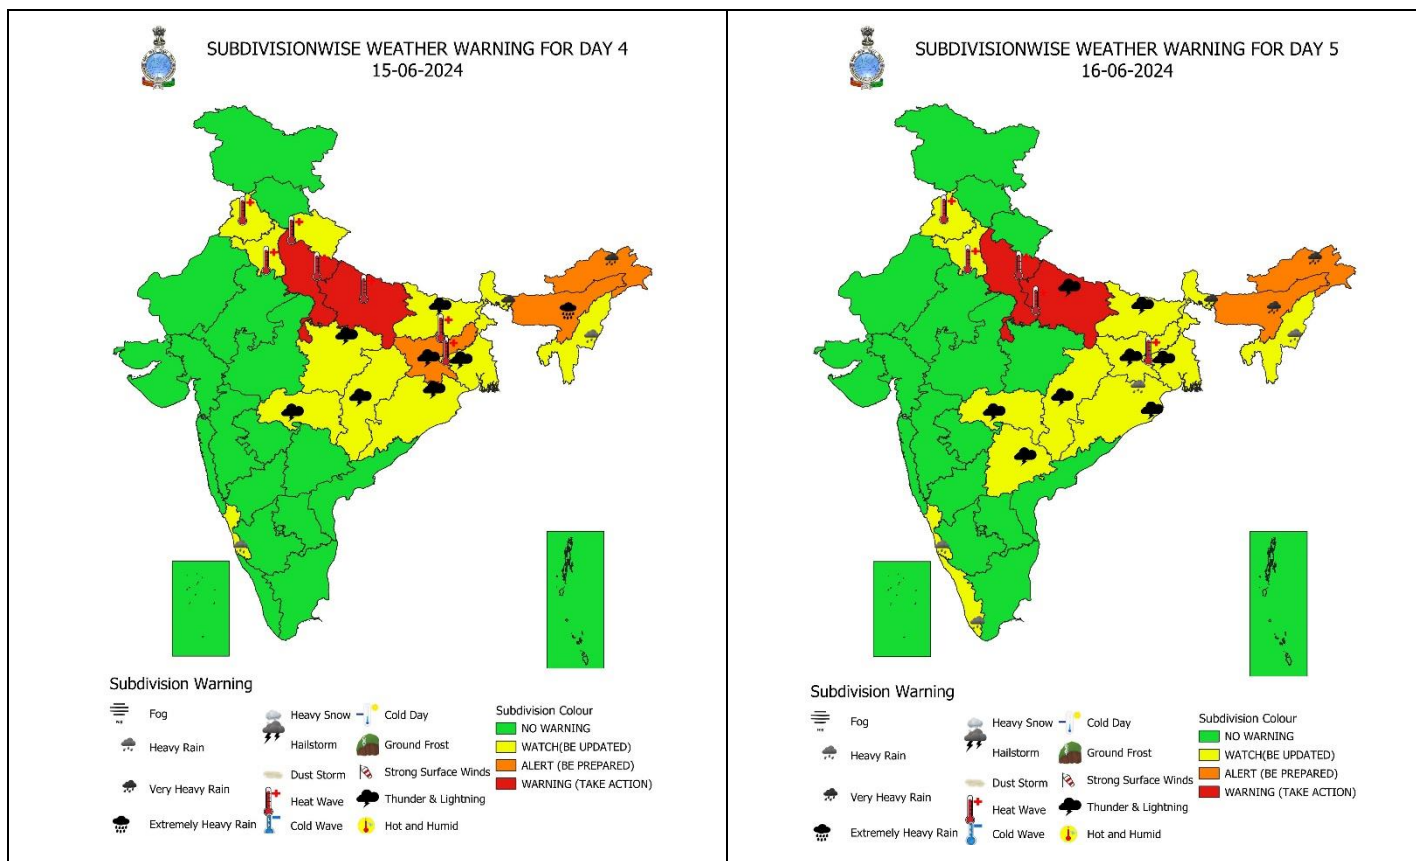 SUBDIVISIONWISE WEATHER WARNING FOR DAY 4
15-06-2024
Subdivision Warning
Fog
Heavy Rain
Very Heavy Rain
Extremely Heavy Rain
Heavy Snow
Hailstorm
Dust Storm
Heat Wave
Cold Wave
Cold Day
Ground Frost
Strong Surface Winds
Thunder & Lightning
Hot and Humid
Subdivision Colour
NO WARNING
WATCH(BE UPDATED)
ALERT (BE PREPARED)
WARNING (TAKE ACTION)
SUBDIVISIONWISE WEATHER WARNING FOR DAY 5
16-06-2024
Subdivision Warning
Fog
Heavy Rain
Very Heavy Rain
Extremely Heavy Rain
Heavy Snow
Hailstorm
Dust Storm
Heat Wave
Cold Wave
Cold Day
Ground Frost
Strong Surface Winds
Thunder & Lightning
Hot and Humid
Subdivision Colour
NO WARNING
WATCH(BE UPDATED)
ALERT (BE PREPARED)
WARNING (TAKE ACTION)